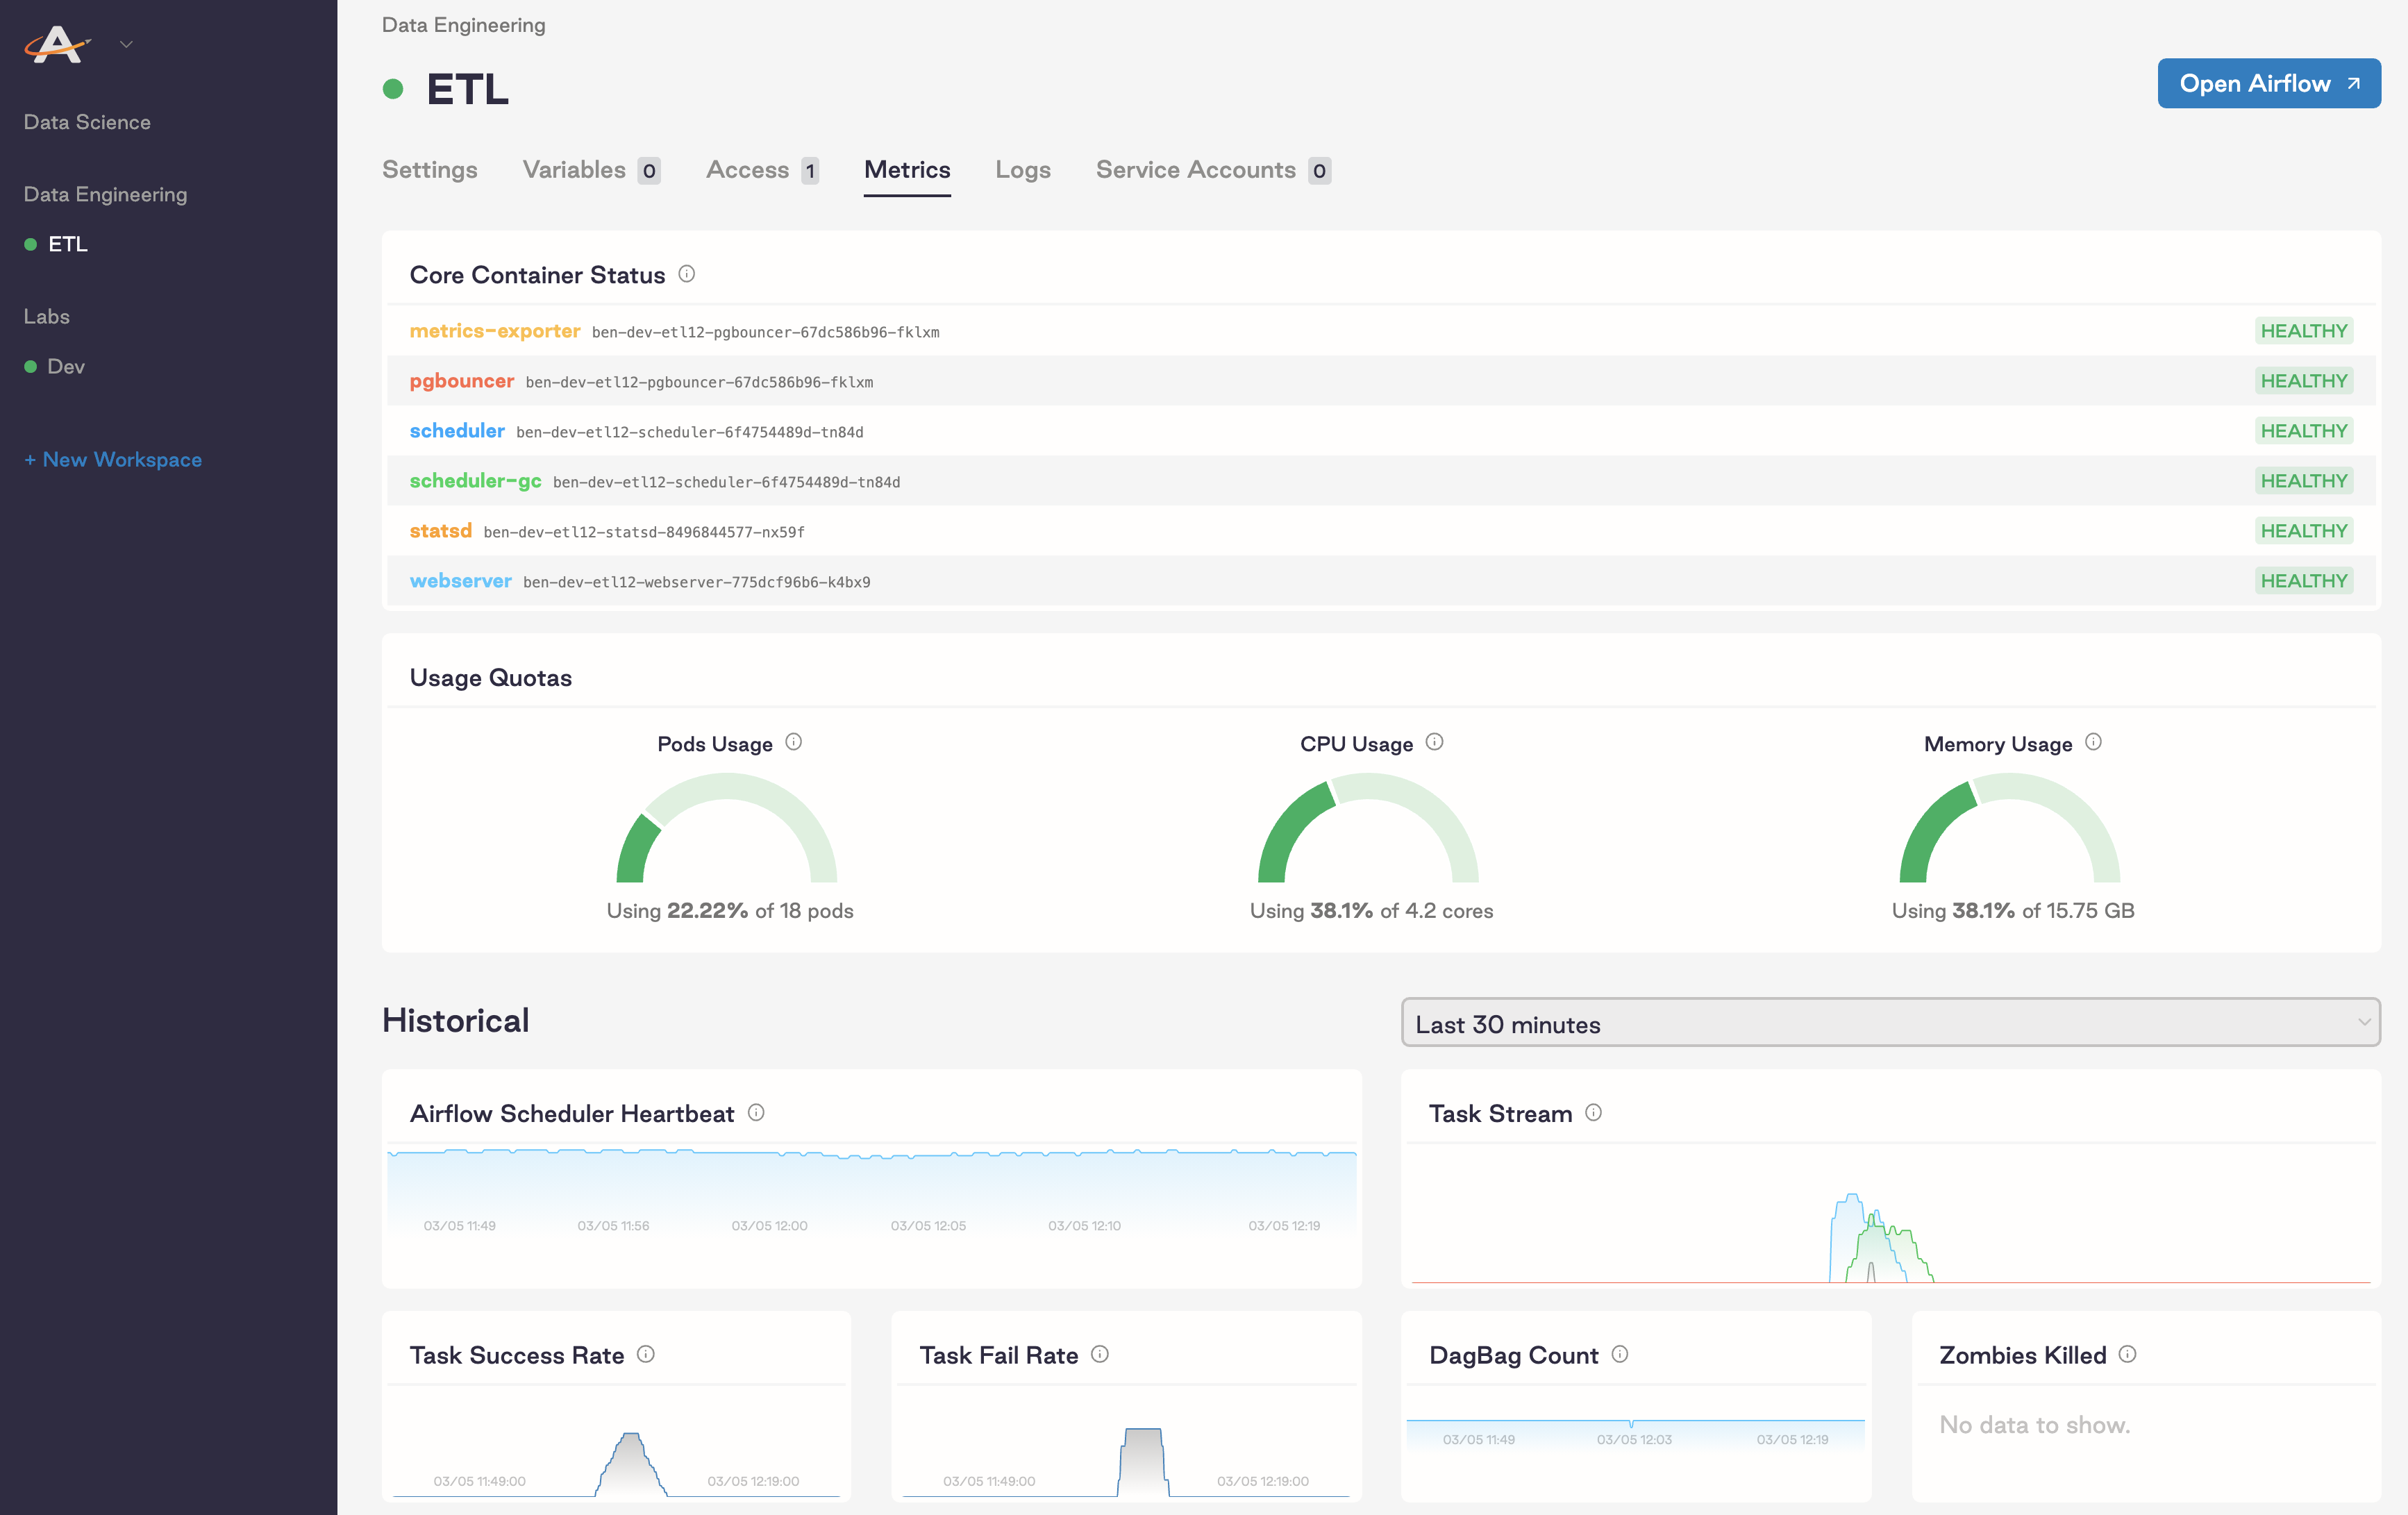 Data Science
Data Engineering
ETL
Labs
Dev
+ New Workspace
Data Engineering
ETL
Open Airflow
Settings Variables 0 Access 1 Metrics Logs Service Accounts 0
Core Container Status
metrics-exporter ben-dev-etl12-pgbouncer-67dc586b96-fklxm HEALTHY
pgbouncer ben-dev-etl12-pgbouncer-67dc586b96-fklxm HEALTHY
scheduler ben-dev-etl12-scheduler-6f4754489d-tn84d HEALTHY
scheduler-gc ben-dev-etl12-scheduler-6f4754489d-tn84d HEALTHY
statsd ben-dev-etl12-statsd-8496844577-nx59f HEALTHY
webserver ben-dev-etl12-webserver-775dcf96b6-k4bx9 HEALTHY
Usage Quotas
Pods Usage
Using 22.22% of 18 pods
CPU Usage
Using 38.1% of 4.2 cores
Memory Usage
Using 38.1% of 15.75 GB
Historical
Last 30 minutes
Airflow Scheduler Heartbeat
03/05 11:49 03/05 11:56 03/05 12:00 03/05 12:05 03/05 12:10 03/05 12:19
Task Stream
Task Success Rate
03/05 11:49:00 03/05 12:19:00
Task Fail Rate
03/05 11:49:00 03/05 12:19:00
DagBag Count
03/05 11:49 03/05 12:03 03/05 12:19
Zombies Killed
No data to show.